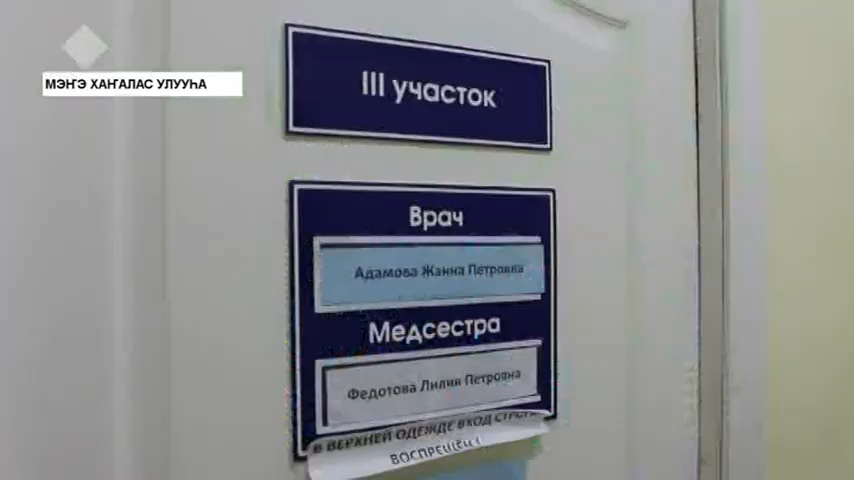 МЭҤЭ ХАҤАЛАС УЛУУҺА
III участок
Врач
Адамова Жанна Петровна
Медсестра
Федотова Лилия Петровна
В ВЕРХНЕЙ ОДЕЖДЕ ВХОД
ВОСПРЕЩЕН!